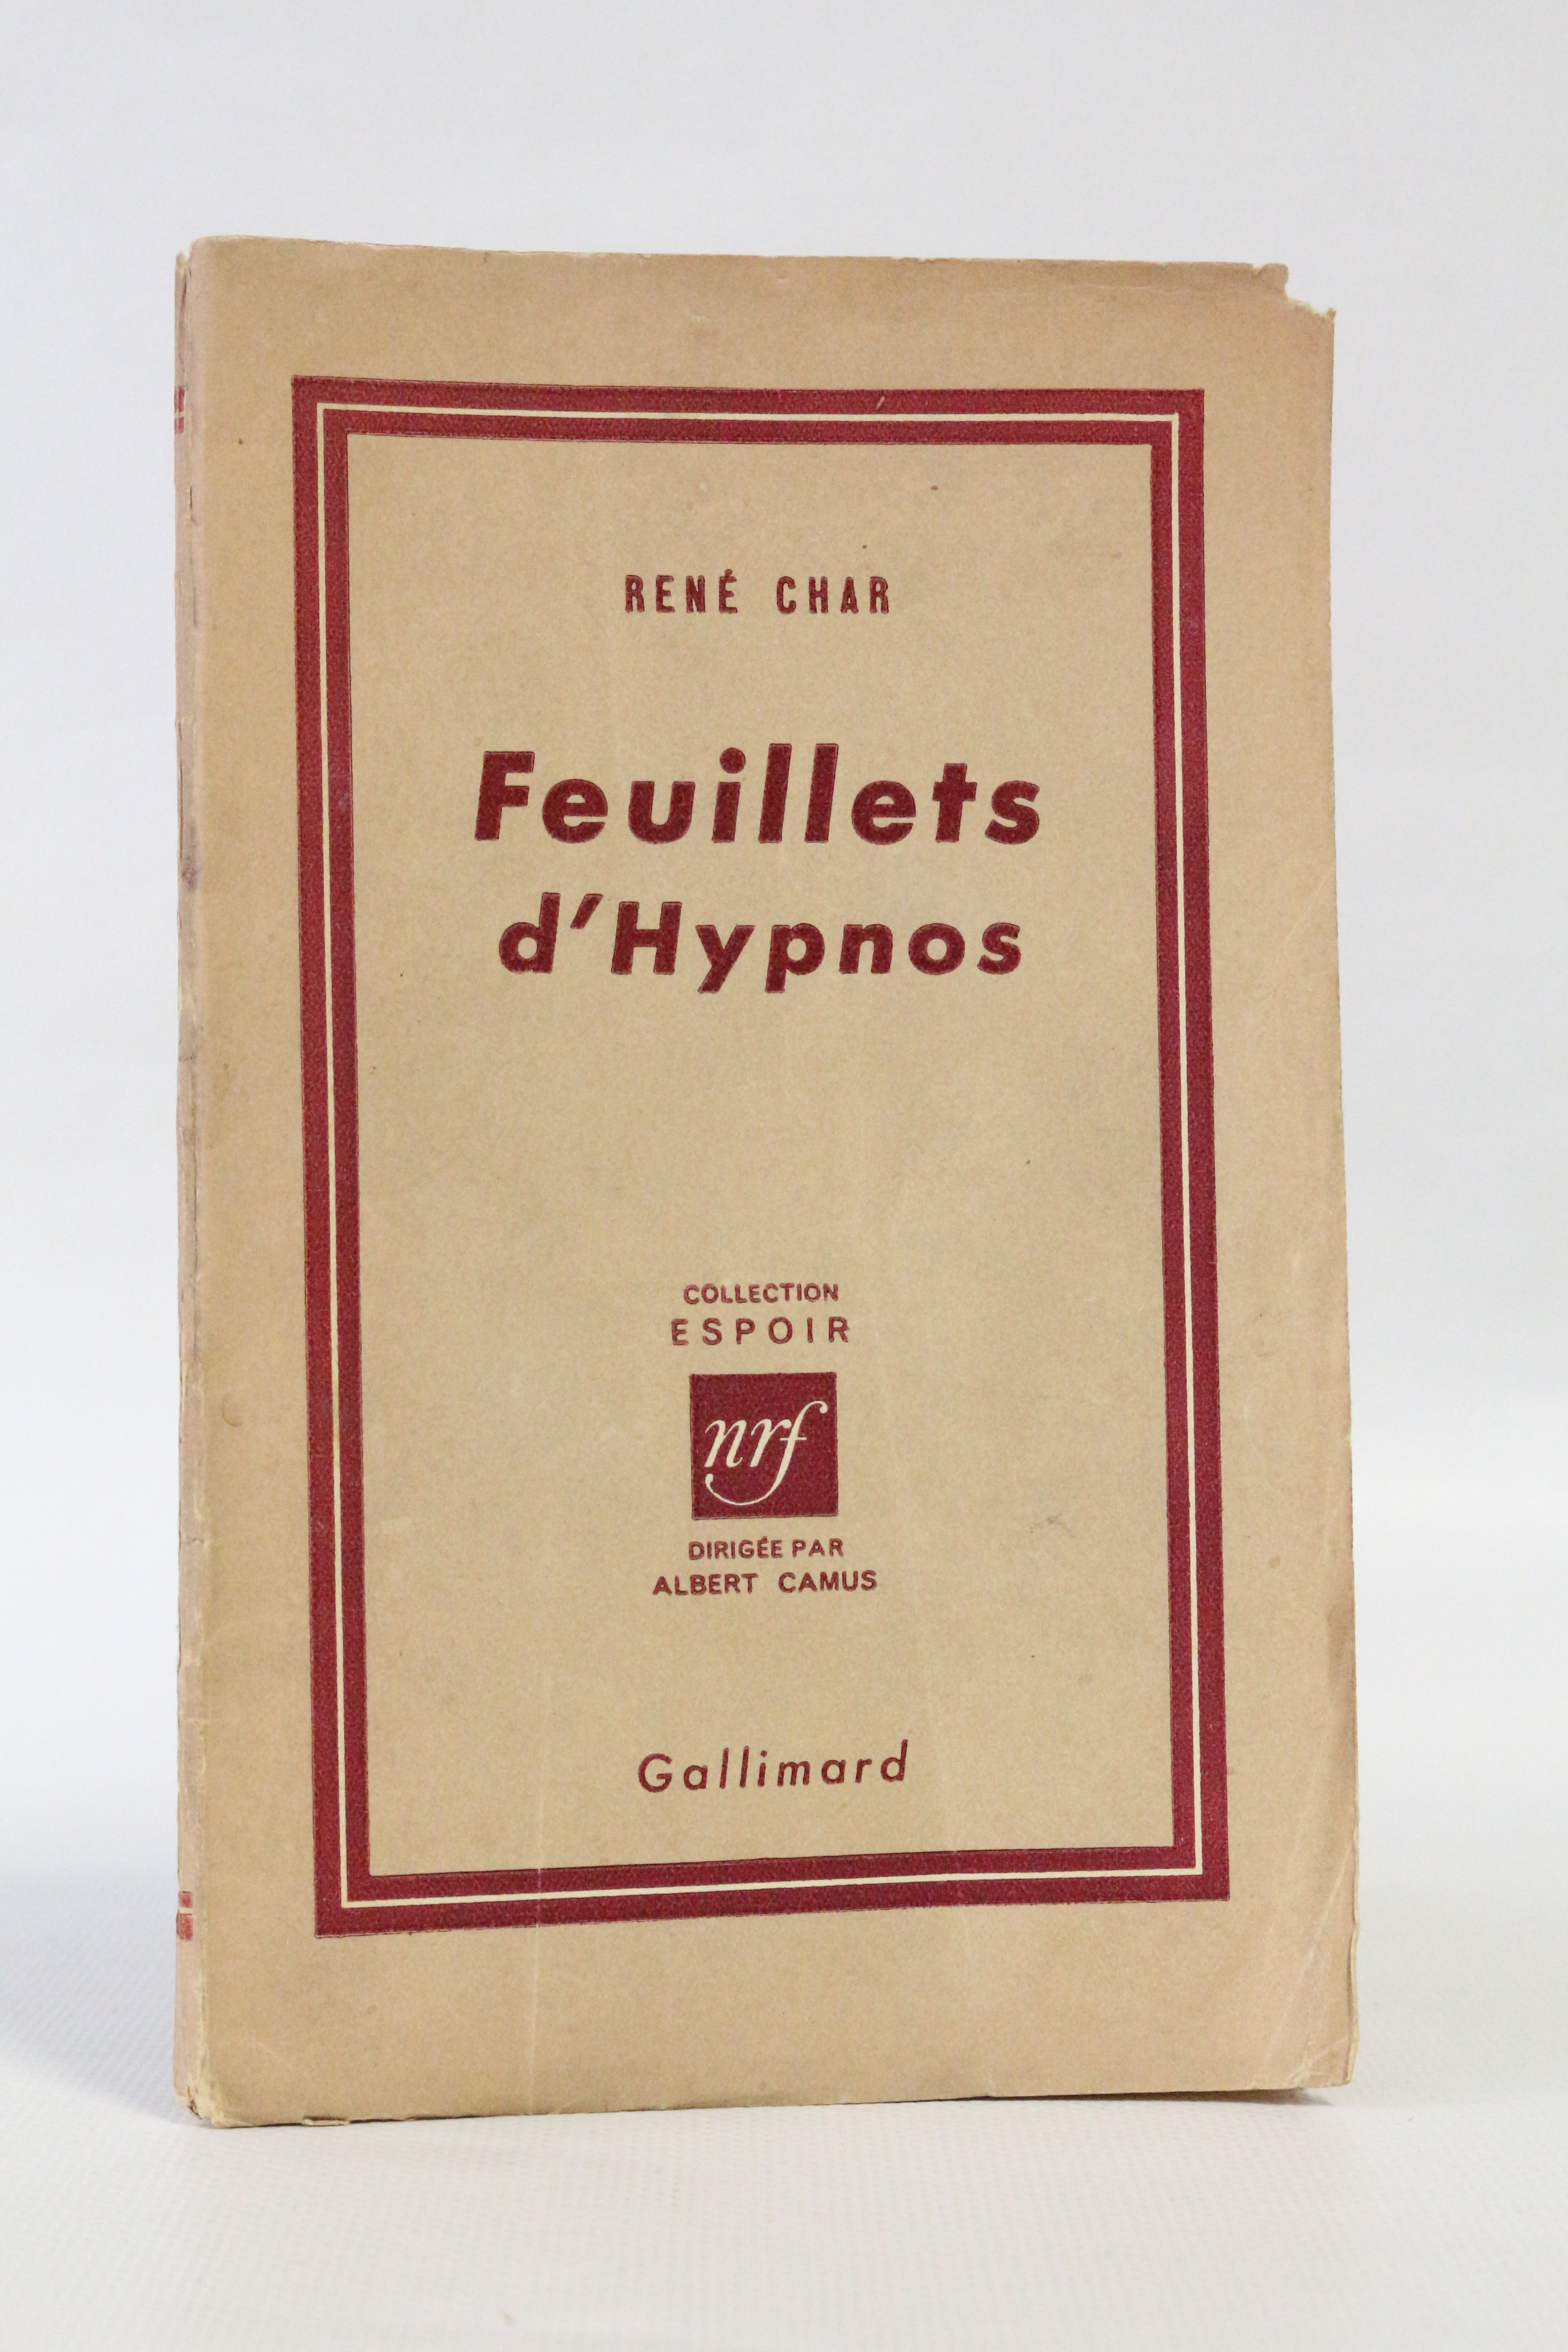 RENÉ CHAR
Feuillets
d'Hypnos
COLLECTION
ESPOIR
nrf
DIRIGÉE PAR
ALBERT CAMUS
Gallimard